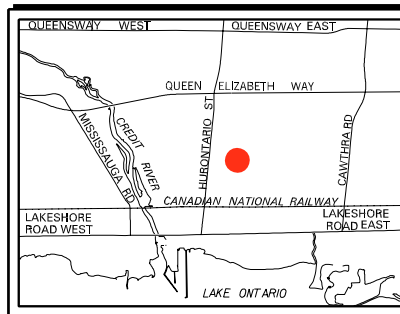 QUEENSWAY WEST
QUEENSWAY EAST
QUEEN ELIZABETH WAY
MISSISSAUGA RD
CREDIT RIVER
HURONTARIO ST
CAWTHRA RD
CANADIAN NATIONAL RAILWAY
LAKESHORE
ROAD WEST
LAKESHORE
ROAD EAST
LAKE ONTARIO